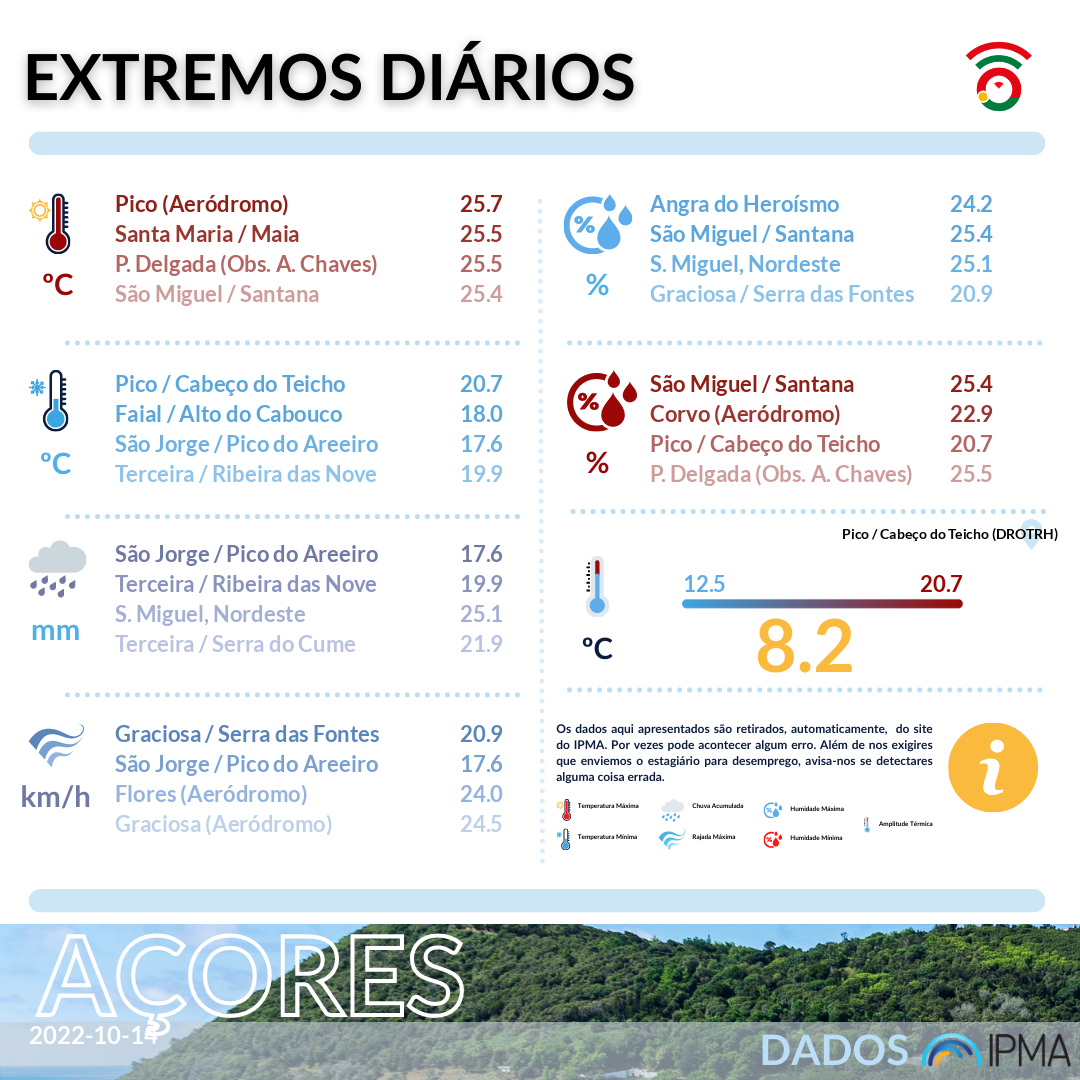 EXTREMOS DIÁRIOS
ºC
Pico (Aeródromo) 25.7
Santa Maria / Maia 25.5
P. Delgada (Obs. A. Chaves) 25.5
São Miguel / Santana 25.4
ºC
Pico / Cabeço do Teicho 20.7
Faial / Alto do Cabouco 18.0
São Jorge / Pico do Areeiro 17.6
Terceira / Ribeira das Nove 19.9
mm
São Jorge / Pico do Areeiro 17.6
Terceira / Ribeira das Nove 19.9
S. Miguel, Nordeste 25.1
Terceira / Serra do Cume 21.9
km/h
Graciosa / Serra das Fontes 20.9
São Jorge / Pico do Areeiro 17.6
Flores (Aeródromo) 24.0
Graciosa (Aeródromo) 24.5
%
%
Angra do Heroísmo 24.2
São Miguel / Santana 25.4
S. Miguel, Nordeste 25.1
Graciosa / Serra das Fontes 20.9
%
%
São Miguel / Santana 25.4
Corvo (Aeródromo) 22.9
Pico / Cabeço do Teicho 20.7
P. Delgada (Obs. A. Chaves) 25.5
Pico / Cabeço do Teicho (DROTRH)
12.5 20.7
8.2
ºC
Os dados aqui apresentados são retirados, automaticamente, do site
do IPMA. Por vezes pode acontecer algum erro. Além de nos exigires
que enviemos o estagiário para desemprego, avisa-nos se detectares
alguma coisa errada.
i
Temperatura Máxima Chuva Acumulada Humidade Máxima
Amplitude Térmica
Temperatura Mínima Rajada Máxima Humidade Mínima
AÇORES
2022-10-14
DADOS IPMA